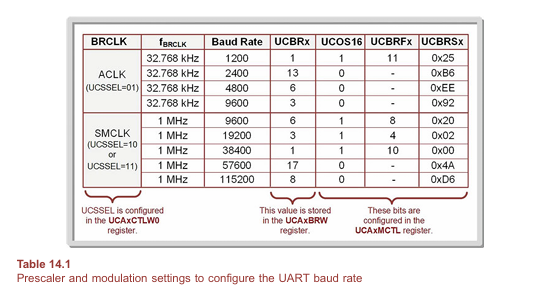 BRCLK fBRCLK Baud Rate UCBRx UCOS16 UCBRFx UCBRSx
ACLK
(UCSSEL=01)
32.768 kHz 1200 1 1 11 0x25
32.768 kHz 2400 13 0 - 0xB6
32.768 kHz 4800 6 0 - 0xEE
32.768 kHz 9600 3 0 - 0x92
SMCLK
(UCSSEL=10
or
UCSSEL=11)
1 MHz 9600 6 1 8 0x20
1 MHz 19200 3 1 4 0x02
1 MHz 38400 1 1 10 0x00
1 MHz 57600 17 0 - 0x4A
1 MHz 115200 8 0 - 0xD6
UCSSEL is configured
in the UCAxCTLW0
register.
This value is stored
in the UCAxBRW
register.
These bits are
configured in the
UCAxMCTL register.
Table 14.1
Prescaler and modulation settings to configure the UART baud rate